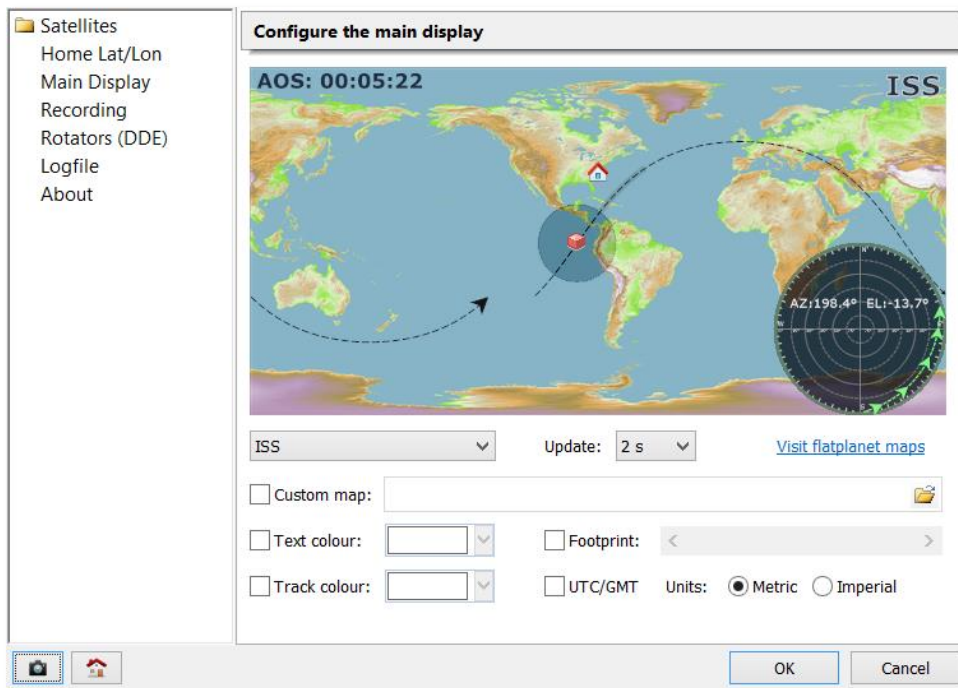 Satellites
Home Lat/Lon
Main Display
Recording
Rotators (DDE)
Logfile
About
Configure the main display
AOS: 00:05:22
ISS
AZ:198.4° EL:-13.7°
N
W
S
ISS
Update: 2 s
Visit flatplanet maps
Custom map:
Text colour:
Footprint:
Track colour:
UTC/GMT
Units: Metric Imperial
OK
Cancel